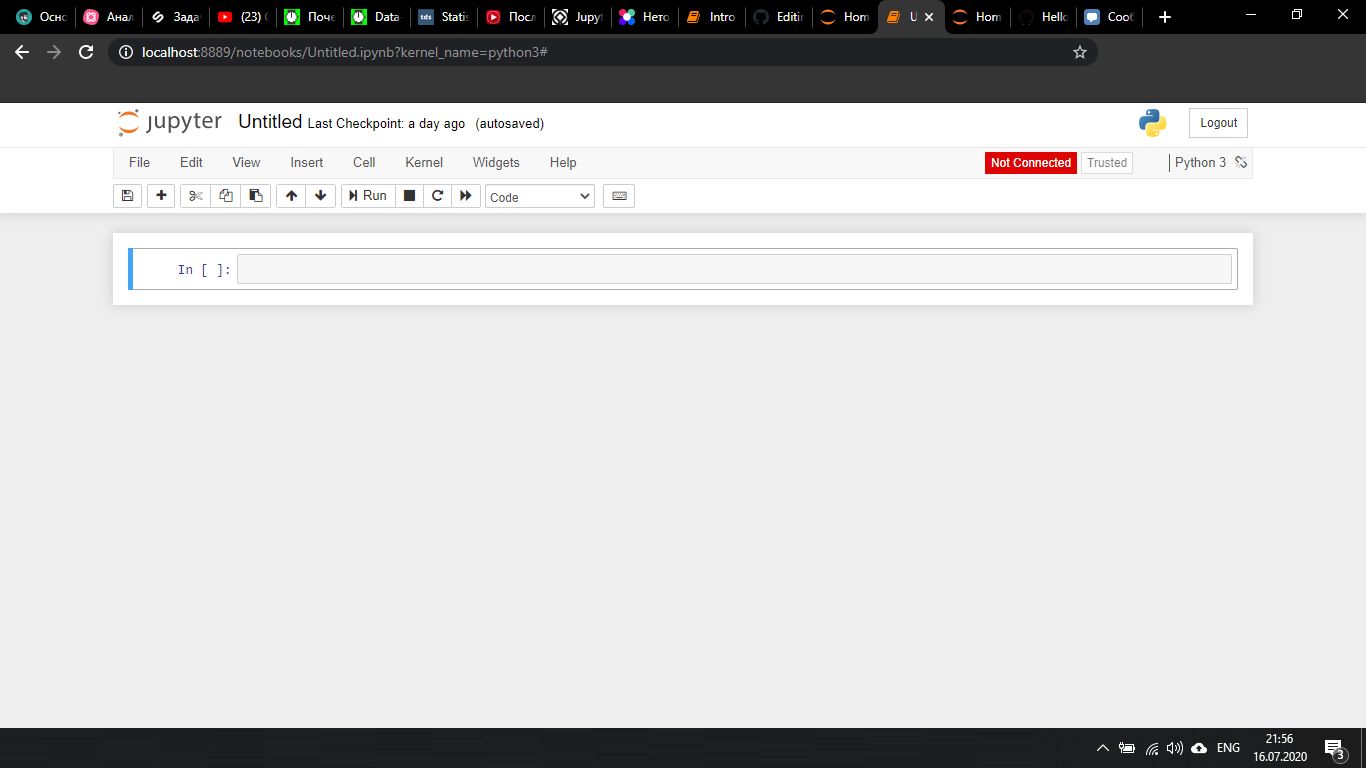 Осно Анал Зада (23) Поче Data Statis Посл Jupyt Нето Intro Editin Hom U Hom Hello Сооб
localhost:8889/notebooks/Untitled.ipynb?kernel_name=python3#
jupyter Untitled Last Checkpoint: a day ago (autosaved) Logout
File Edit View Insert Cell Kernel Widgets Help Not Connected Trusted Python 3
Run Code
In [ ]:
ENG 21:56
16.07.2020 3